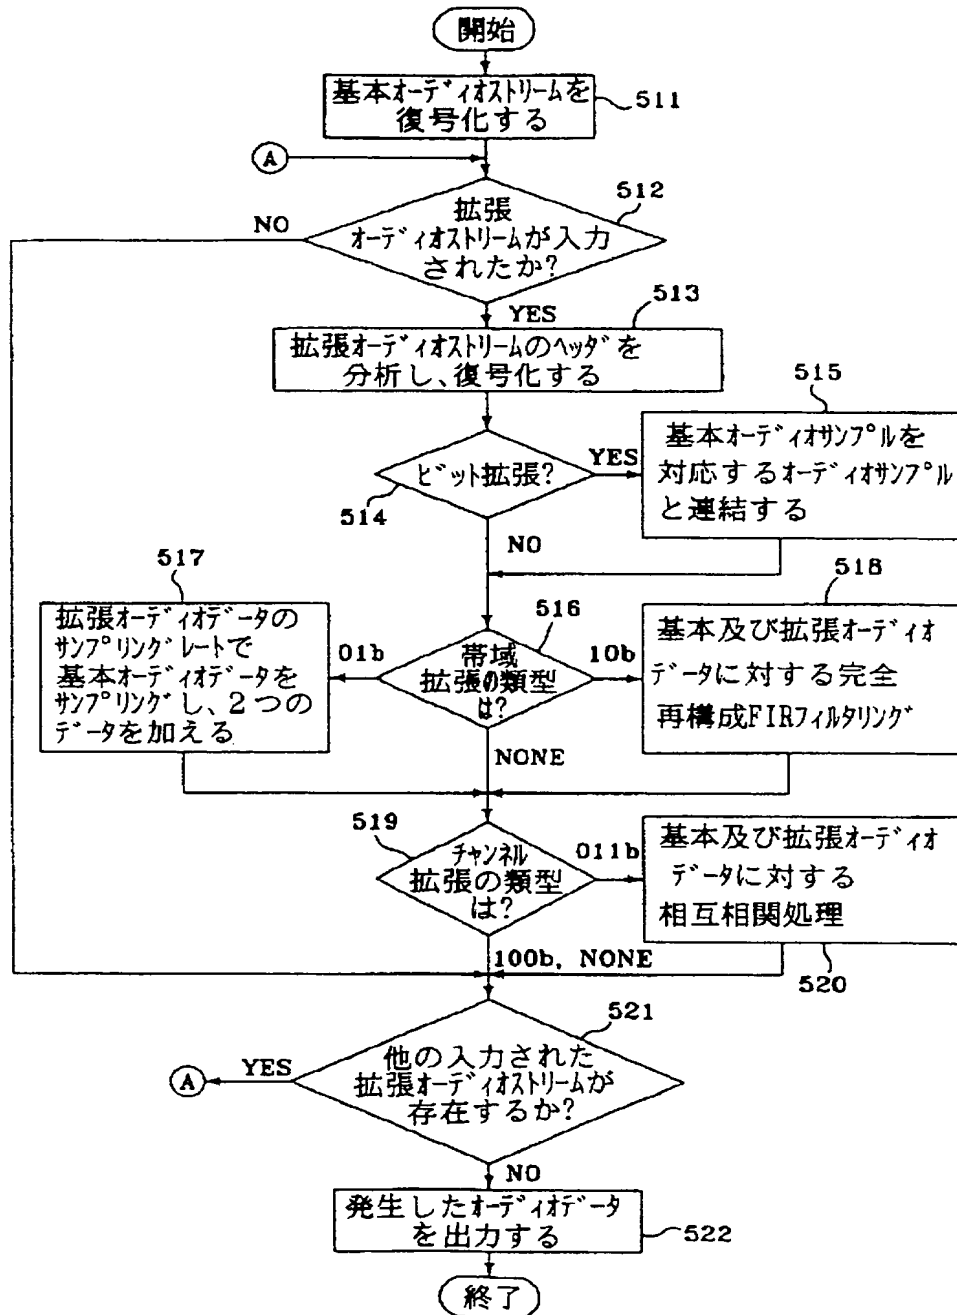 開始
基本オーディオストリームを
復号化する
511
A
512
拡張
オーディオストリームが入力
されたか?
NO
YES
513
拡張オーディオストリームのヘッダを
分析し、復号化する
ビット拡張?
514
YES
NO
515
基本オーディオサンプルを
対応するオーディオサンプル
と連結する
516
帯域
拡張の類型
は?
01b
10b
NONE
517
拡張オーディオデータの
サンプリングレートで
基本オーディオデータを
サンプリングし、2つの
データを加える
518
基本及び拡張オーディオ
データに対する完全
再構成FIRフィルタリング
519
チャンネル
拡張の類型
は?
011b
100b, NONE
基本及び拡張オーディオ
データに対する
相互相関処理
520
521
他の入力された
拡張オーディオストリームが
存在するか?
YES
A
NO
発生したオーディオデータ
を出力する
522
終了